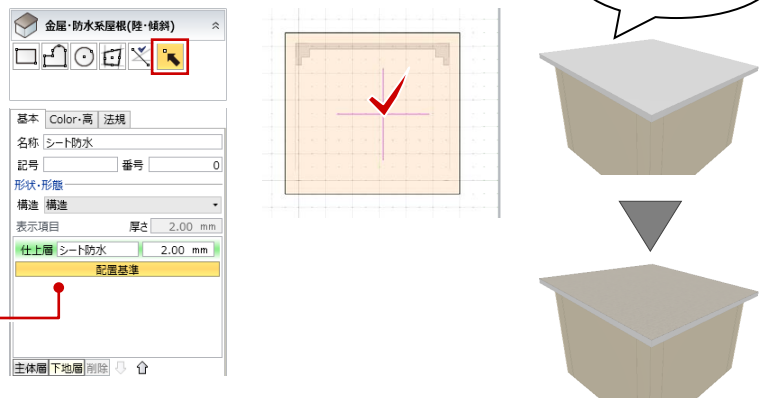 金属・防水系屋根(陸・傾斜)
基本 Color・高 法規
名称 シート防水
記号 番号 0
形状・形態
構造 構造
表示項目 厚さ 2.00 mm
仕上層 シート防水 2.00 mm
配置基準
主体層 下地層 削除